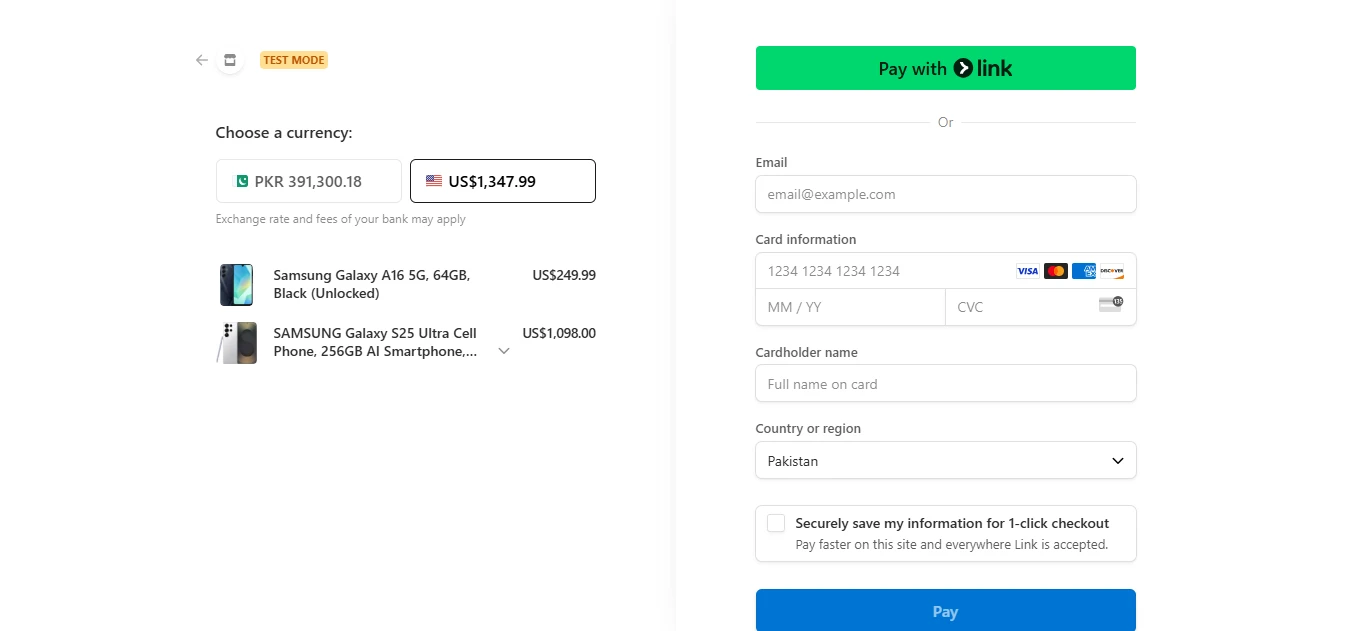 TEST MODE
Choose a currency:
PKR 391,300.18
US$1,347.99
Exchange rate and fees of your bank may apply
Samsung Galaxy A16 5G, 64GB,
Black (Unlocked)
US$249.99
SAMSUNG Galaxy S25 Ultra Cell
Phone, 256GB AI Smartphone,...
US$1,098.00
Pay with link
Or
Email
email@example.com
Card information
1234 1234 1234 1234
VISA
DISCOVER
MM / YY
CVC
Cardholder name
Full name on card
Country or region
Pakistan
Securely save my information for 1-click checkout
Pay faster on this site and everywhere Link is accepted.
Pay